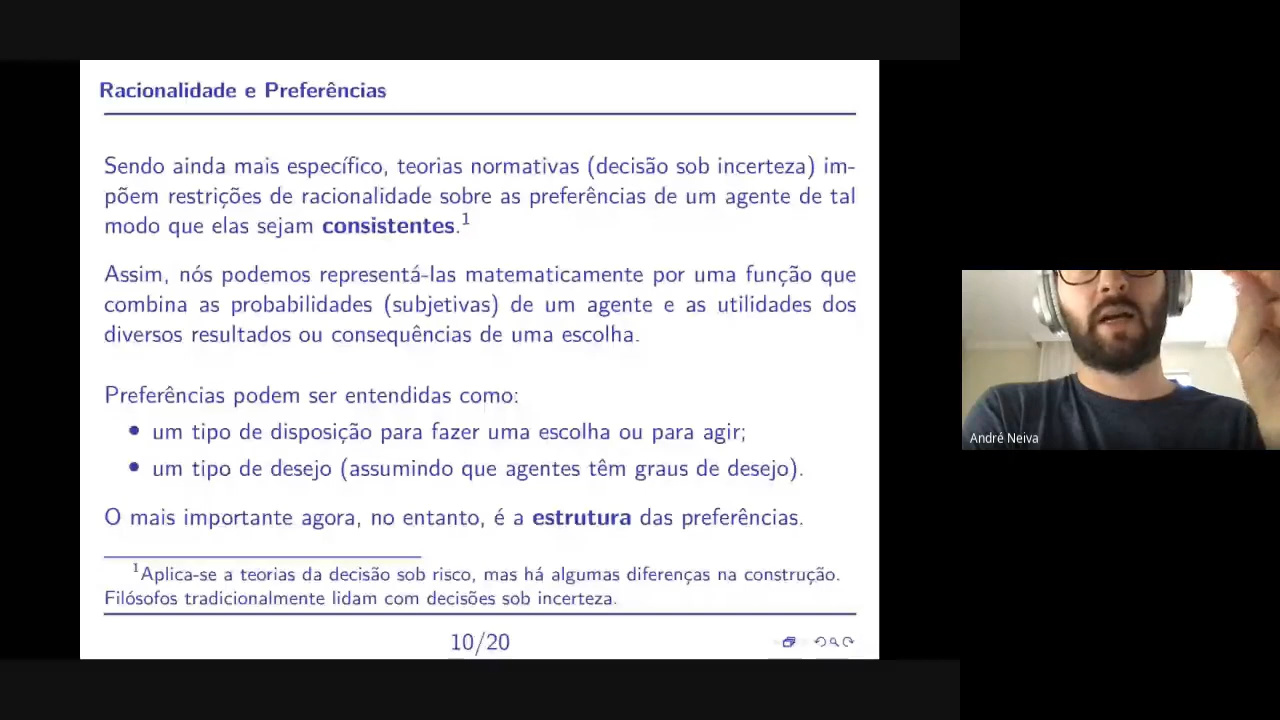 Racionalidade e Preferências
Sendo ainda mais específico, teorias normativas (decisão sob incerteza) im-
põem restrições de racionalidade sobre as preferências de um agente de tal
modo que elas sejam consistentes.¹
Assim, nós podemos representá-las matematicamente por uma função que
combina as probabilidades (subjetivas) de um agente e as utilidades dos
diversos resultados ou consequências de uma escolha.
Preferências podem ser entendidas como:
• um tipo de disposição para fazer uma escolha ou para agir;
• um tipo de desejo (assumindo que agentes têm graus de desejo).
O mais importante agora, no entanto, é a estrutura das preferências.
¹Aplica-se a teorias da decisão sob risco, mas há algumas diferenças na construção.
Filósofos tradicionalmente lidam com decisões sob incerteza.
10/20
André Neiva